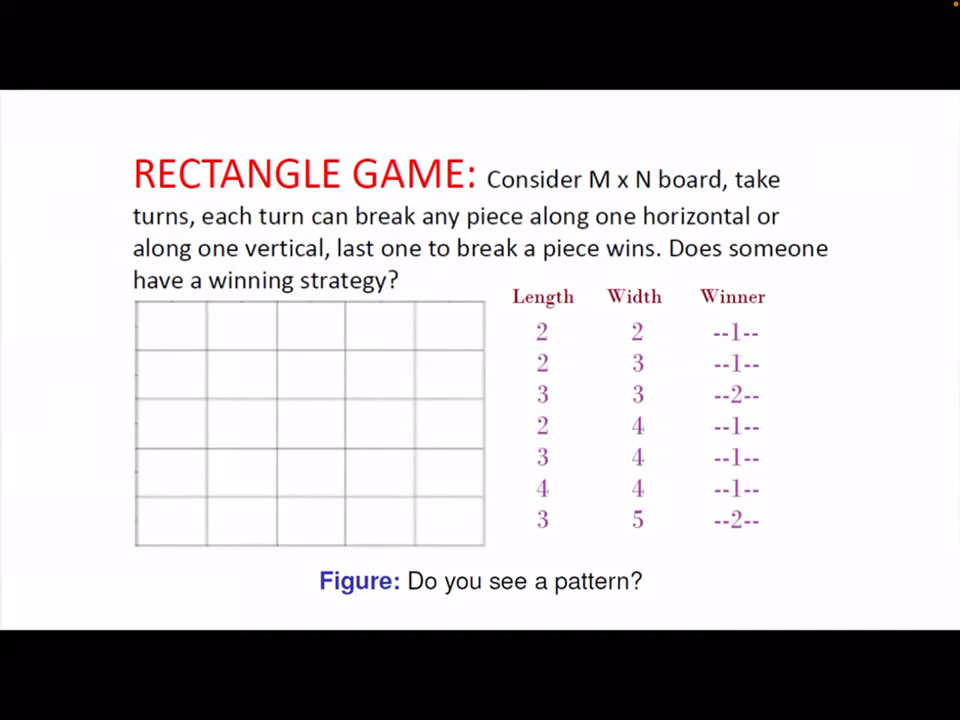 RECTANGLE GAME: Consider M x N board, take
turns, each turn can break any piece along one horizontal or
along one vertical, last one to break a piece wins. Does someone
have a winning strategy?
Length Width Winner
2 2 --1--
2 3 --1--
3 3 --2--
2 4 --1--
3 4 --1--
4 4 --1--
3 5 --2--
Figure: Do you see a pattern?